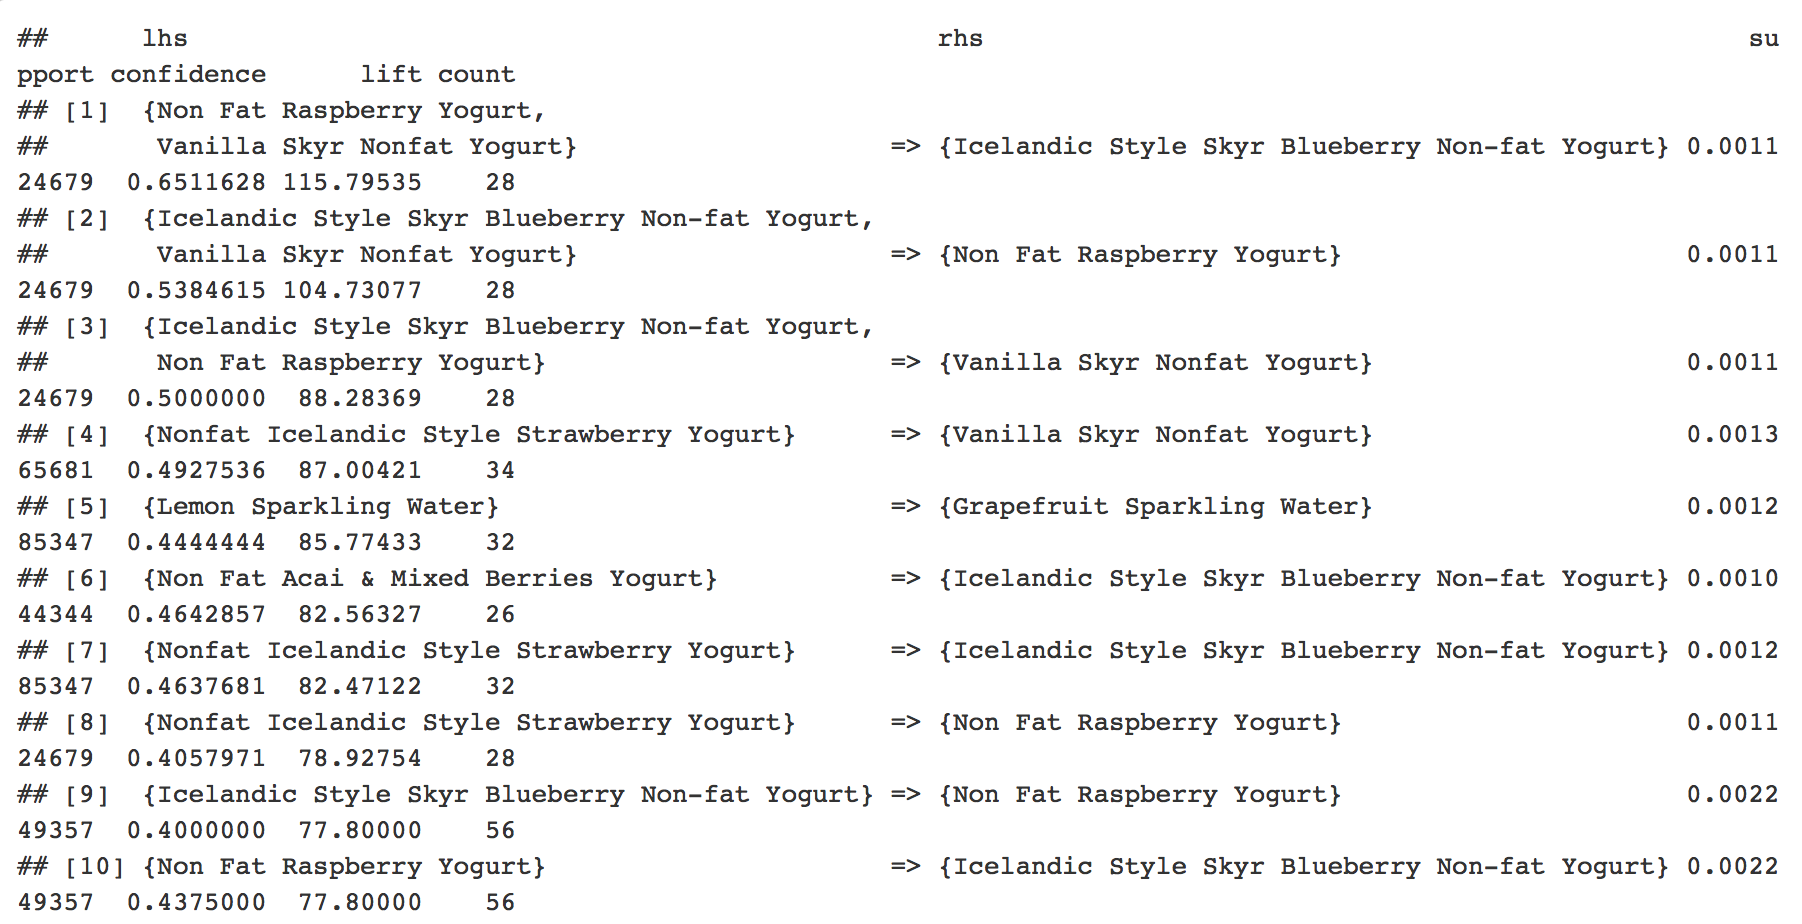 ##      lhs                                                rhs                                                 su
pport confidence      lift count
## [1]  {Non Fat Raspberry Yogurt,
##       Vanilla Skyr Nonfat Yogurt}                    => {Icelandic Style Skyr Blueberry Non-fat Yogurt} 0.0011
24679  0.6511628 115.79535    28
## [2]  {Icelandic Style Skyr Blueberry Non-fat Yogurt,
##       Vanilla Skyr Nonfat Yogurt}                    => {Non Fat Raspberry Yogurt}                      0.0011
24679  0.5384615 104.73077    28
## [3]  {Icelandic Style Skyr Blueberry Non-fat Yogurt,
##       Non Fat Raspberry Yogurt}                      => {Vanilla Skyr Nonfat Yogurt}                    0.0011
24679  0.5000000  88.28369    28
## [4]  {Nonfat Icelandic Style Strawberry Yogurt}      => {Vanilla Skyr Nonfat Yogurt}                    0.0013
65681  0.4927536  87.00421    34
## [5]  {Lemon Sparkling Water}                         => {Grapefruit Sparkling Water}                    0.0012
85347  0.4444444  85.77433    32
## [6]  {Non Fat Acai & Mixed Berries Yogurt}           => {Icelandic Style Skyr Blueberry Non-fat Yogurt} 0.0010
44344  0.4642857  82.56327    26
## [7]  {Nonfat Icelandic Style Strawberry Yogurt}      => {Icelandic Style Skyr Blueberry Non-fat Yogurt} 0.0012
85347  0.4637681  82.47122    32
## [8]  {Nonfat Icelandic Style Strawberry Yogurt}      => {Non Fat Raspberry Yogurt}                      0.0011
24679  0.4057971  78.92754    28
## [9]  {Icelandic Style Skyr Blueberry Non-fat Yogurt} => {Non Fat Raspberry Yogurt}                      0.0022
49357  0.4000000  77.80000    56
## [10] {Non Fat Raspberry Yogurt}                      => {Icelandic Style Skyr Blueberry Non-fat Yogurt} 0.0022
49357  0.4375000  77.80000    56